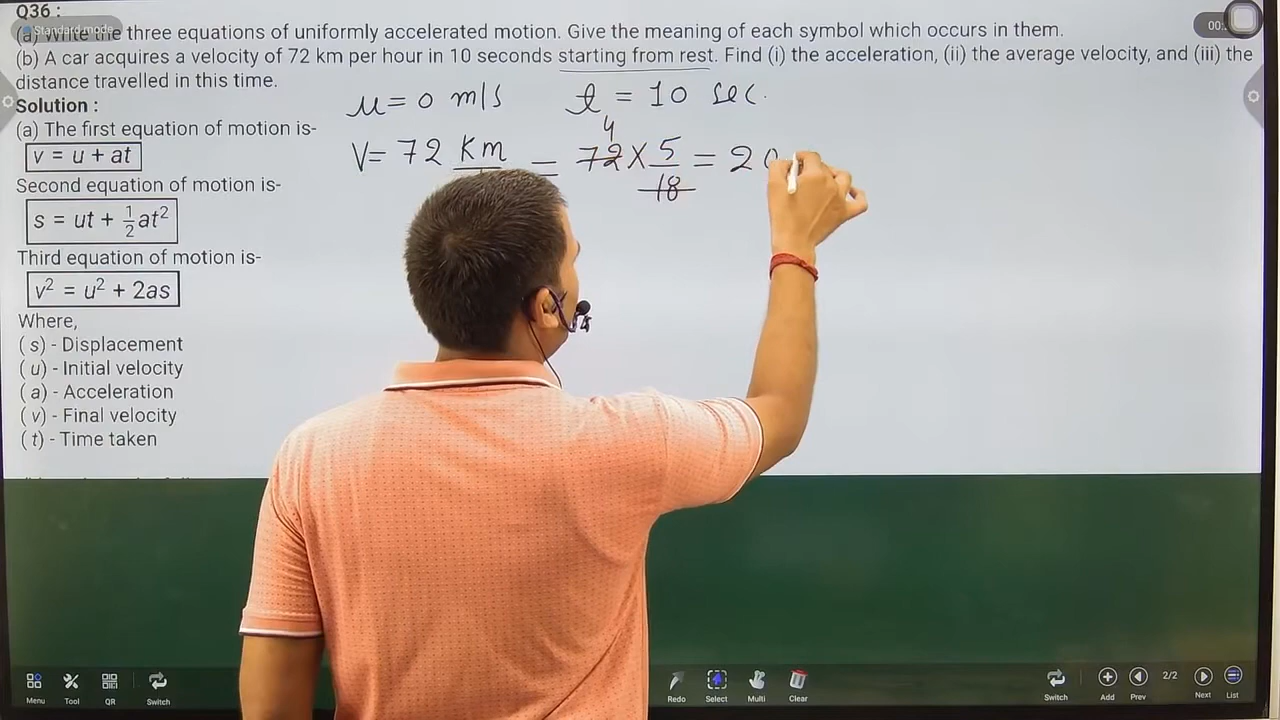 Q36 :
Standard mode
00:
(a) Write the three equations of uniformly accelerated motion. Give the meaning of each symbol which occurs in them.
(b) A car acquires a velocity of 72 km per hour in 10 seconds starting from rest. Find (i) the acceleration, (ii) the average velocity, and (iii) the
distance travelled in this time.
Solution :
u = 0 m/s t = 10 sec.
(a) The first equation of motion is-
V = 72 Km = 72 4 × 5/18 = 20
v = u + at
Second equation of motion is-
s = ut + 1/2 at²
Third equation of motion is-
v² = u² + 2as
Where,
( s) - Displacement
( u) - Initial velocity
( a) - Acceleration
( v) - Final velocity
( t) - Time taken
Menu Tool QR Switch Redo Select Multi Clear Switch Add Prev 2/2 Next List